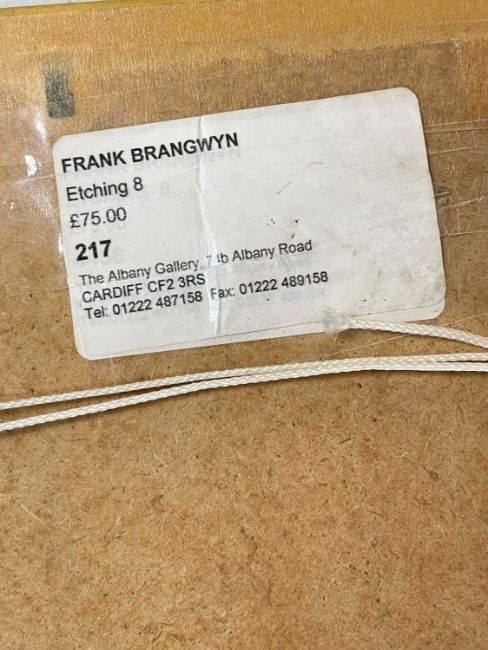 FRANK BRANGWYN
Etching 8
£75.00
217
The Albany Gallery, 74b Albany Road
CARDIFF CF2 3RS
Tel: 01222 487158 Fax: 01222 489158